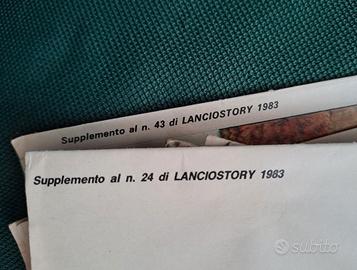 Supplemento al n. 43 di LANCIOSTORY 1983
Supplemento al n. 24 di LANCIOSTORY 1983
subito